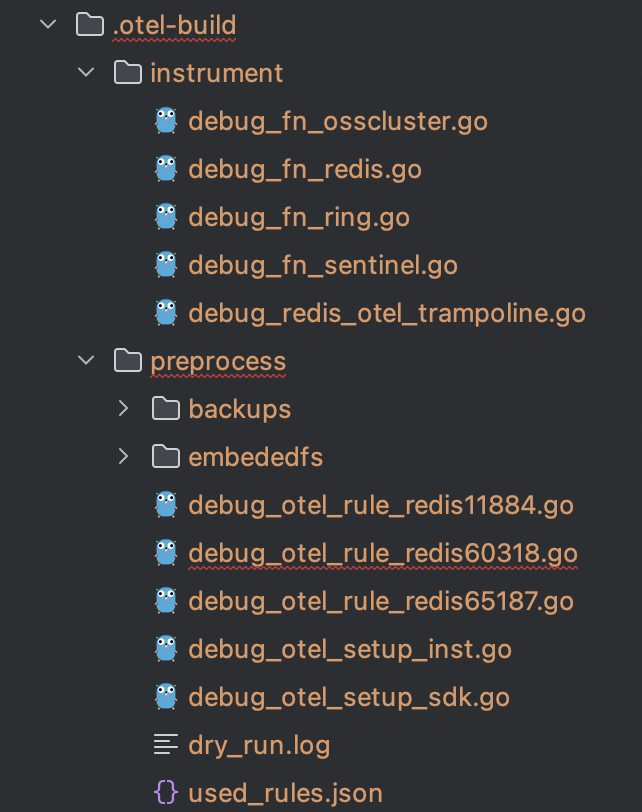 .otel-build
instrument
debug_fn_osscluster.go
debug_fn_redis.go
debug_fn_ring.go
debug_fn_sentinel.go
debug_redis_otel_trampoline.go
preprocess
backups
embededfs
debug_otel_rule_redis11884.go
debug_otel_rule_redis60318.go
debug_otel_rule_redis65187.go
debug_otel_setup_inst.go
debug_otel_setup_sdk.go
dry_run.log
used_rules.json